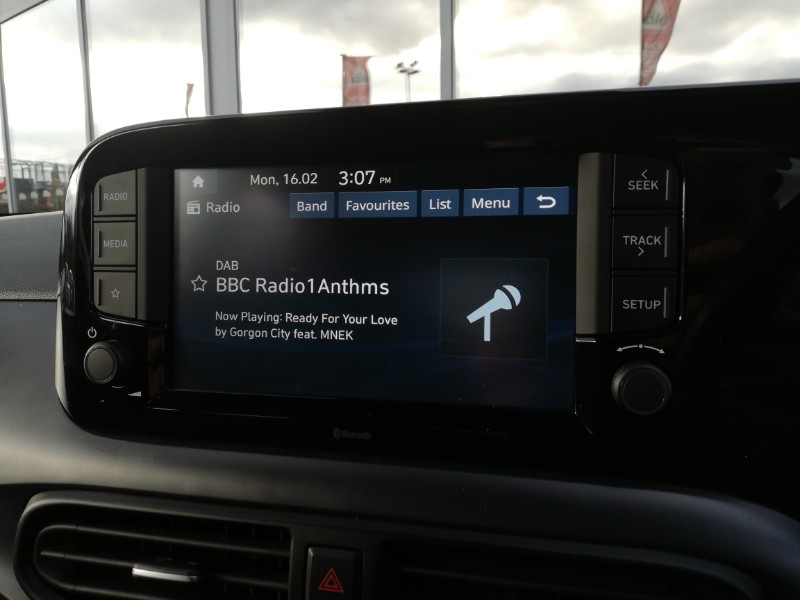 Mon, 16.02 3:07 PM
Radio Band Favourites List Menu
DAB
BBC Radio1Anthms
Now Playing: Ready For Your Love
by Gorgon City feat. MNEK
RADIO
MEDIA
< SEEK
TRACK >
SETUP
Bluetooth